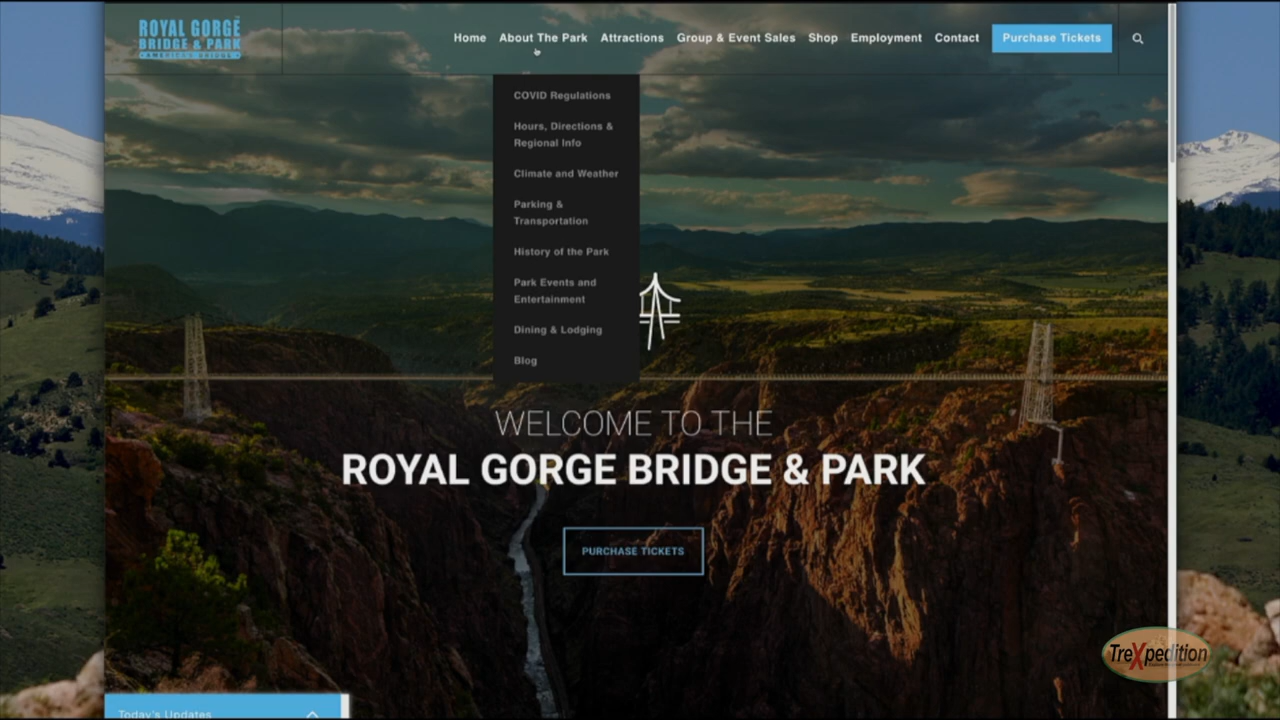 ROYAL GORGE
BRIDGE & PARK
Home
About The Park
Attractions
Group & Event Sales
Shop
Employment
Contact
Purchase Tickets
COVID Regulations
Hours, Directions &
Regional Info
Climate and Weather
Parking &
Transportation
History of the Park
Park Events and
Entertainment
Dining & Lodging
Blog
WELCOME TO THE
ROYAL GORGE BRIDGE & PARK
PURCHASE TICKETS
TreXpedition
Today's Updates